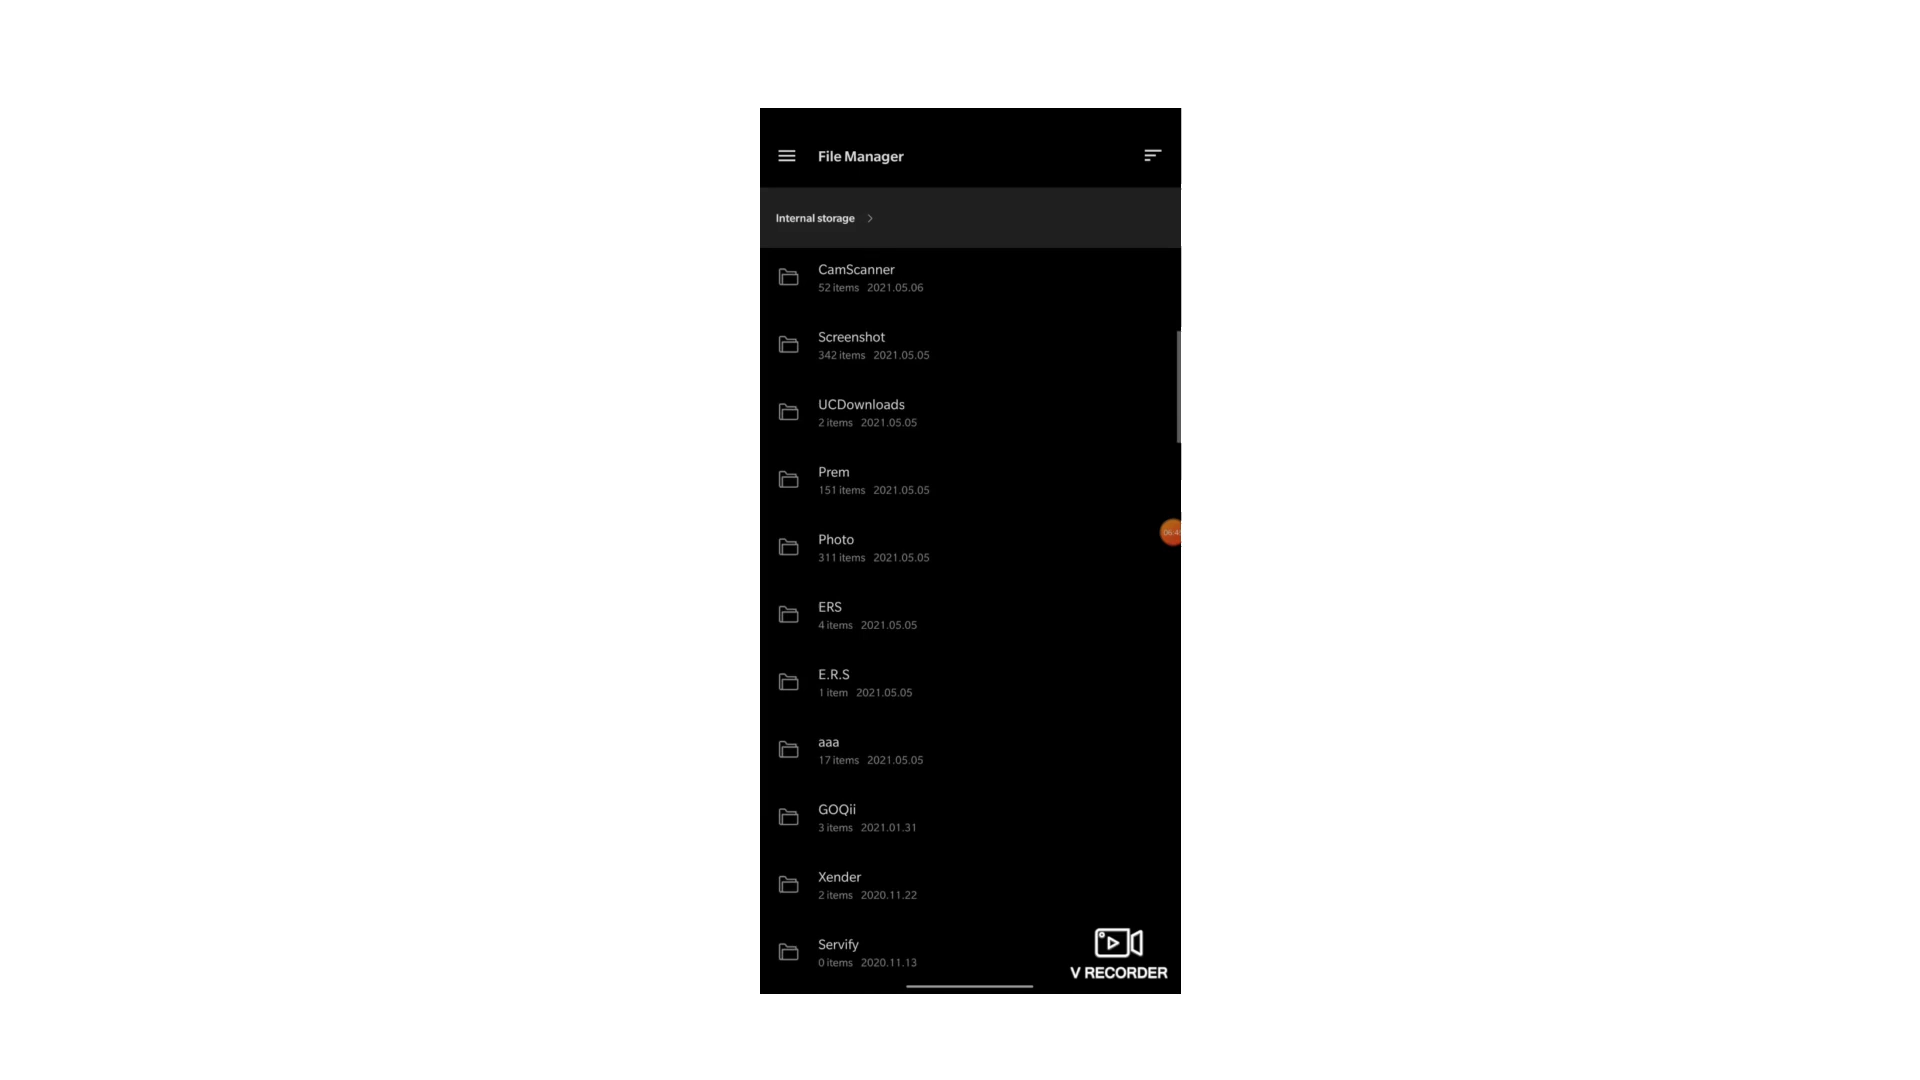 File Manager
Internal storage
CamScanner
52 items 2021.05.06
Screenshot
342 items 2021.05.05
UCDownloads
2 items 2021.05.05
Prem
151 items 2021.05.05
Photo
311 items 2021.05.05
ERS
4 items 2021.05.05
E.R.S
1 item 2021.05.05
aaa
17 items 2021.05.05
GOQii
3 items 2021.01.31
Xender
2 items 2020.11.22
Servify
0 items 2020.11.13
V RECORDER